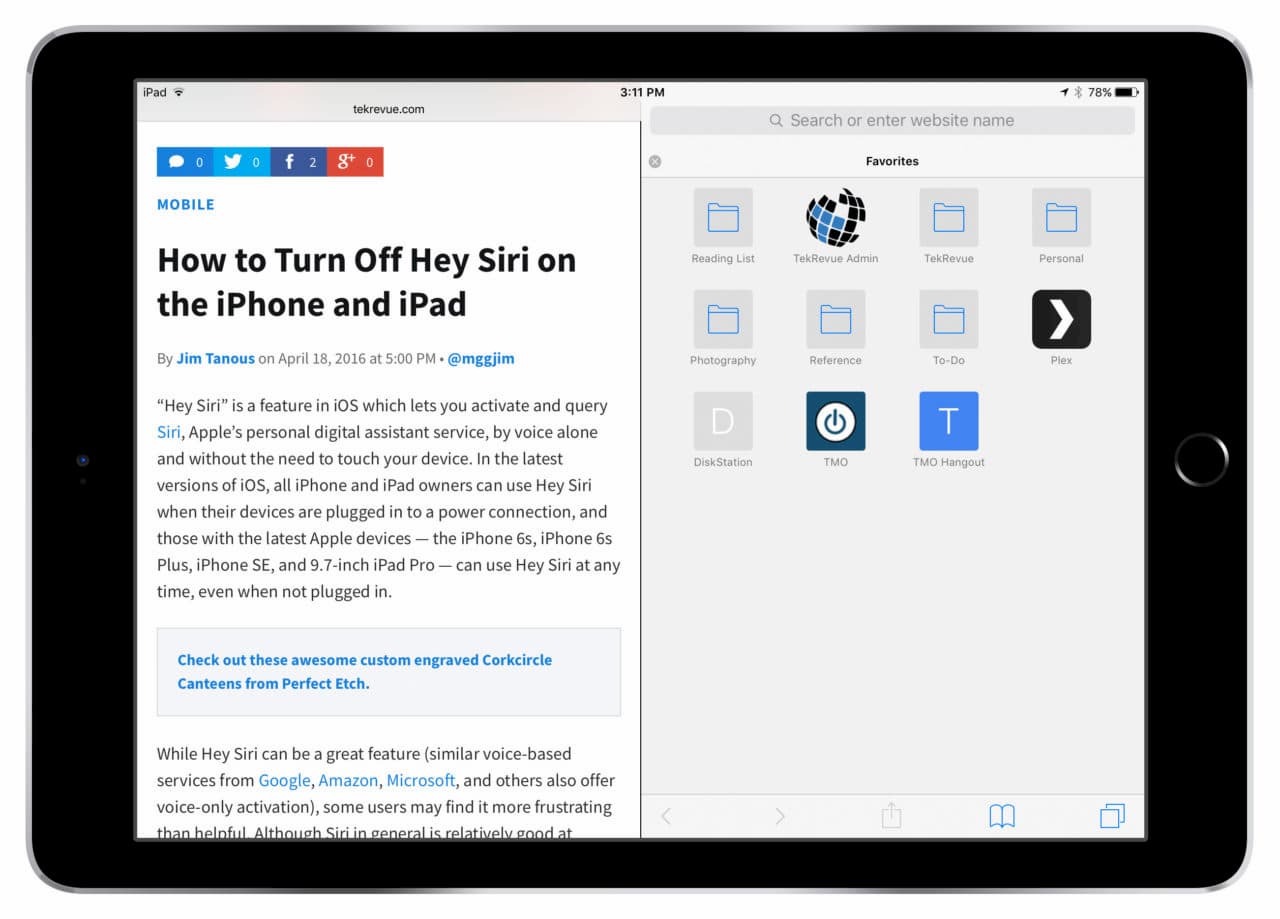 iPad
3:11 PM
78%
tekrevue.com
0 0 2 0
MOBILE
How to Turn Off Hey Siri on
the iPhone and iPad
By Jim Tanous on April 18, 2016 at 5:00 PM • @mggjim
“Hey Siri” is a feature in iOS which lets you activate and query
Siri, Apple’s personal digital assistant service, by voice alone
and without the need to touch your device. In the latest
versions of iOS, all iPhone and iPad owners can use Hey Siri
when their devices are plugged in to a power connection, and
those with the latest Apple devices — the iPhone 6s, iPhone 6s
Plus, iPhone SE, and 9.7-inch iPad Pro — can use Hey Siri at any
time, even when not plugged in.
Check out these awesome custom engraved Corkcircle
Canteens from Perfect Etch.
While Hey Siri can be a great feature (similar voice-based
services from Google, Amazon, Microsoft, and others also offer
voice-only activation), some users may find it more frustrating
than helpful. Although Siri in general is relatively good at
Search or enter website name
Favorites
Reading List
TekRevue Admin
TekRevue
Personal
Photography
Reference
To-Do
Plex
D
DiskStation
TMO
T
TMO Hangout